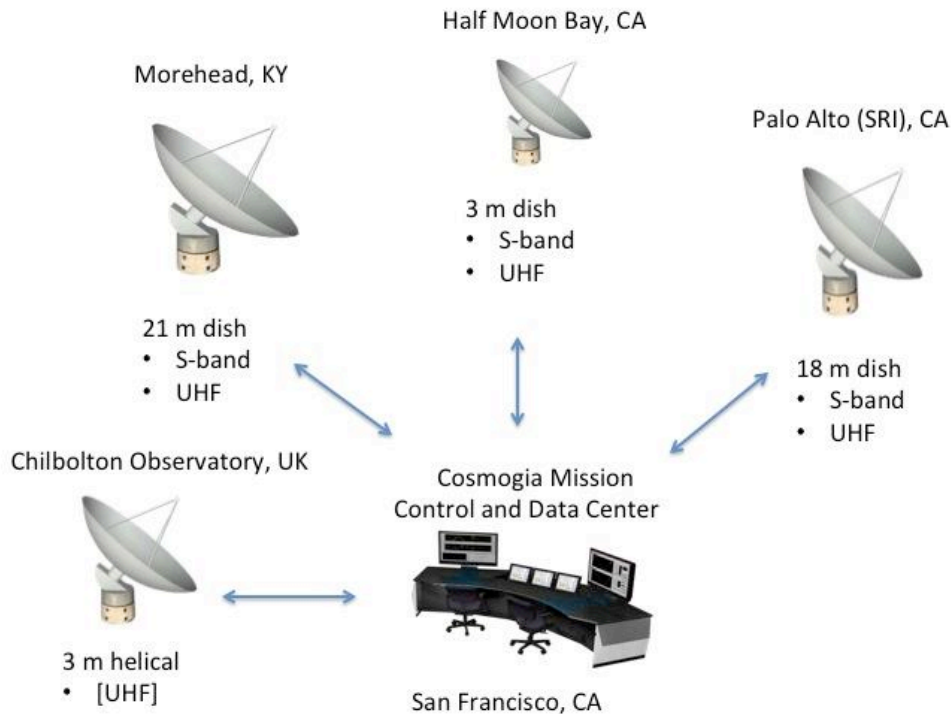 Half Moon Bay, CA
3 m dish
• S-band
• UHF
Morehead, KY
21 m dish
• S-band
• UHF
Palo Alto (SRI), CA
18 m dish
• S-band
• UHF
Chilbolton Observatory, UK
3 m helical
• [UHF]
Cosmogia Mission
Control and Data Center
San Francisco, CA